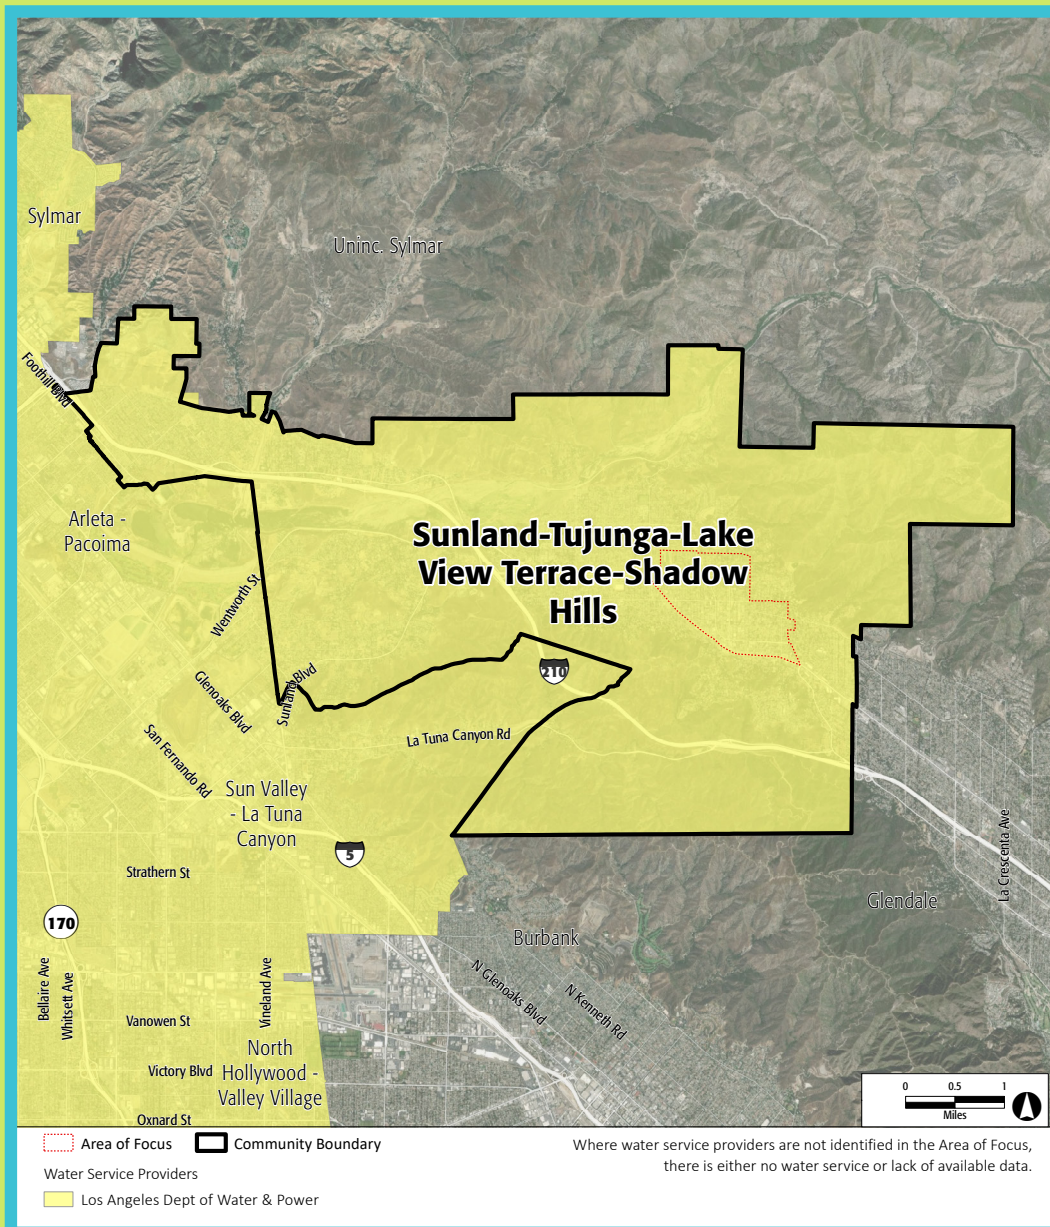 Sylmar
Uninc. Sylmar
Foothill Blvd
Arleta -
Pacoima
Sunland-Tujunga-Lake
View Terrace-Shadow
Hills
Wentworth St
210
Sunland Blvd
Glenoaks Blvd
La Tuna Canyon Rd
San Fernando Rd
Sun Valley
- La Tuna
Canyon
5
Strathern St
La Crescenta Ave
Glendale
170
Burbank
Bellaire Ave
Whitsett Ave
Vineland Ave
N Glenoaks Blvd
N Kenneth Rd
Vanowen St
North
Hollywood -
Valley Village
Victory Blvd
Oxnard St
0 0.5 1
Miles
Area of Focus
Community Boundary
Where water service providers are not identified in the Area of Focus,
there is either no water service or lack of available data.
Water Service Providers
Los Angeles Dept of Water & Power